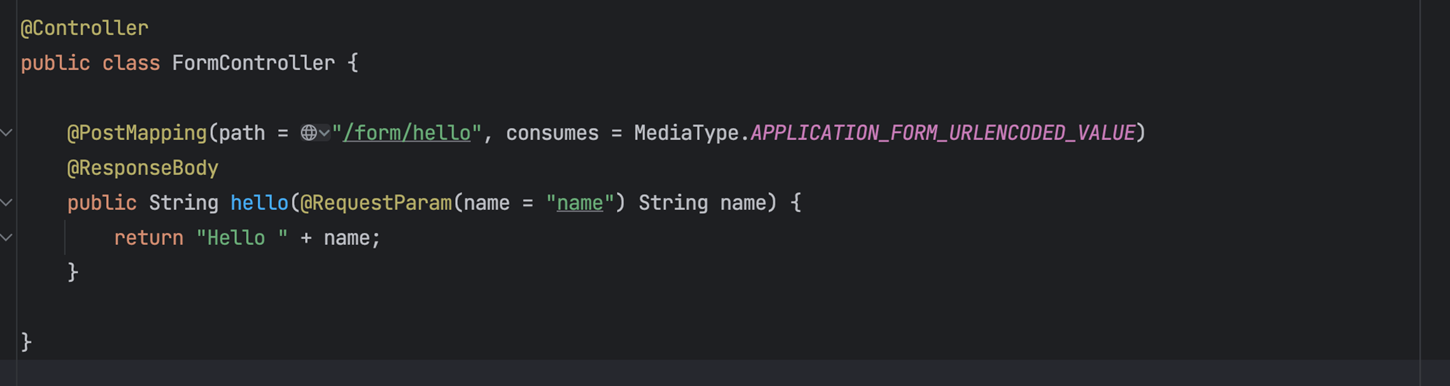 @Controller
public class FormController {
@PostMapping(path = "/form/hello", consumes = MediaType.APPLICATION_FORM_URLENCODED_VALUE)
@ResponseBody
public String hello(@RequestParam(name = "name") String name) {
return "Hello " + name;
}
}